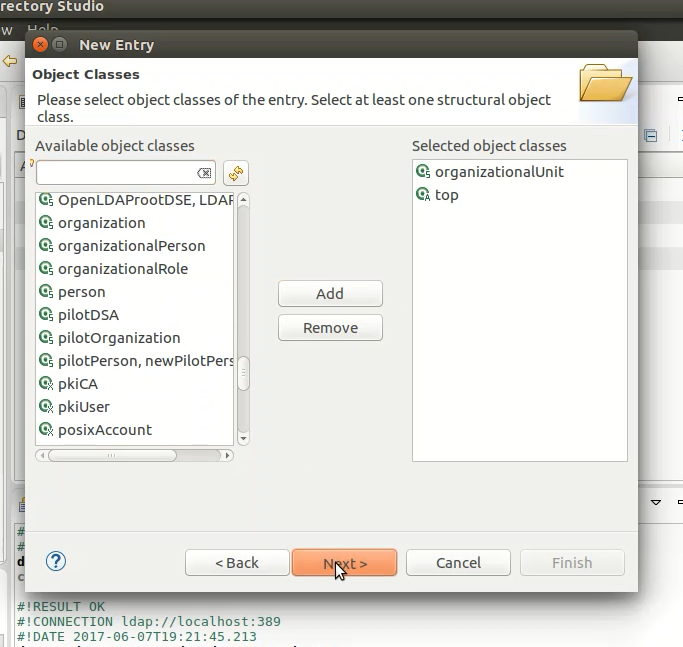 rectory Studio
w Help
New Entry
Object Classes
Please select object classes of the entry. Select at least one structural object
class.
Available object classes
Selected object classes
OpenLDAProotDSE, LDAP
organization
organizationalPerson
organizationalRole
person
pilotDSA
pilotOrganization
pilotPerson, newPilotPers
pkiCA
pkiUser
posixAccount
organizationalUnit
top
Add
Remove
< Back
Next >
Cancel
Finish
#!RESULT OK
#!CONNECTION ldap://localhost:389
#!DATE 2017-06-07T19:21:45.213